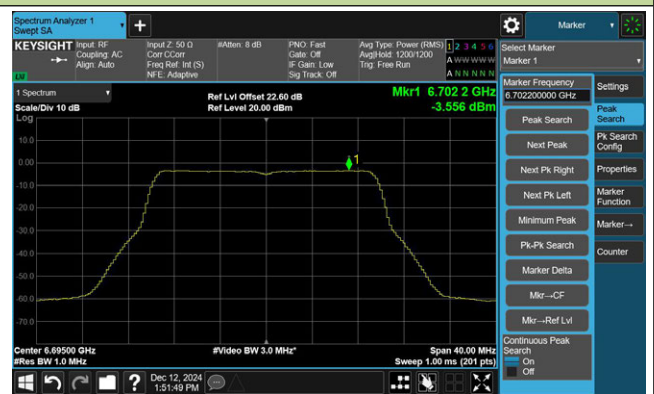 Spectrum Analyzer 1
Swept SA
Marker
KEYSIGHT
Input: RF
Coupling: AC
Align: Auto
Input Z: 50 Ω
Corr CCorr
Freq Ref: Int (S)
NFE: Adaptive
#Atten: 8 dB
PNO: Fast
Gate: Off
IF Gain: Low
Sig Track: Off
Avg Type: Power (RMS)
Avg|Hold: 1200/1200
Trig: Free Run
1 2 3 4 5 6
A W W W W W
A N N N N N
LW
Select Marker
Marker 1
1 Spectrum
Scale/Div 10 dB
Log
Ref Lvl Offset 22.60 dB
Ref Level 20.00 dBm
Mkr1 6.702 2 GHz
-3.556 dBm
10.0
0.00
-10.0
-20.0
-30.0
-40.0
-50.0
-60.0
-70.0
1
Center 6.69500 GHz
#Res BW 1.0 MHz
#Video BW 3.0 MHz*
Span 40.00 MHz
Sweep 1.00 ms (201 pts)
Marker Frequency
6.702200000 GHz
Peak Search
Next Peak
Next Pk Right
Next Pk Left
Minimum Peak
Pk-Pk Search
Marker Delta
Mkr→CF
Mkr→Ref Lvl
Continuous Peak
Search
On
Off
Settings
Peak
Search
Pk Search
Config
Properties
Marker
Function
Marker→
Counter
Dec 12, 2024
1:51:49 PM